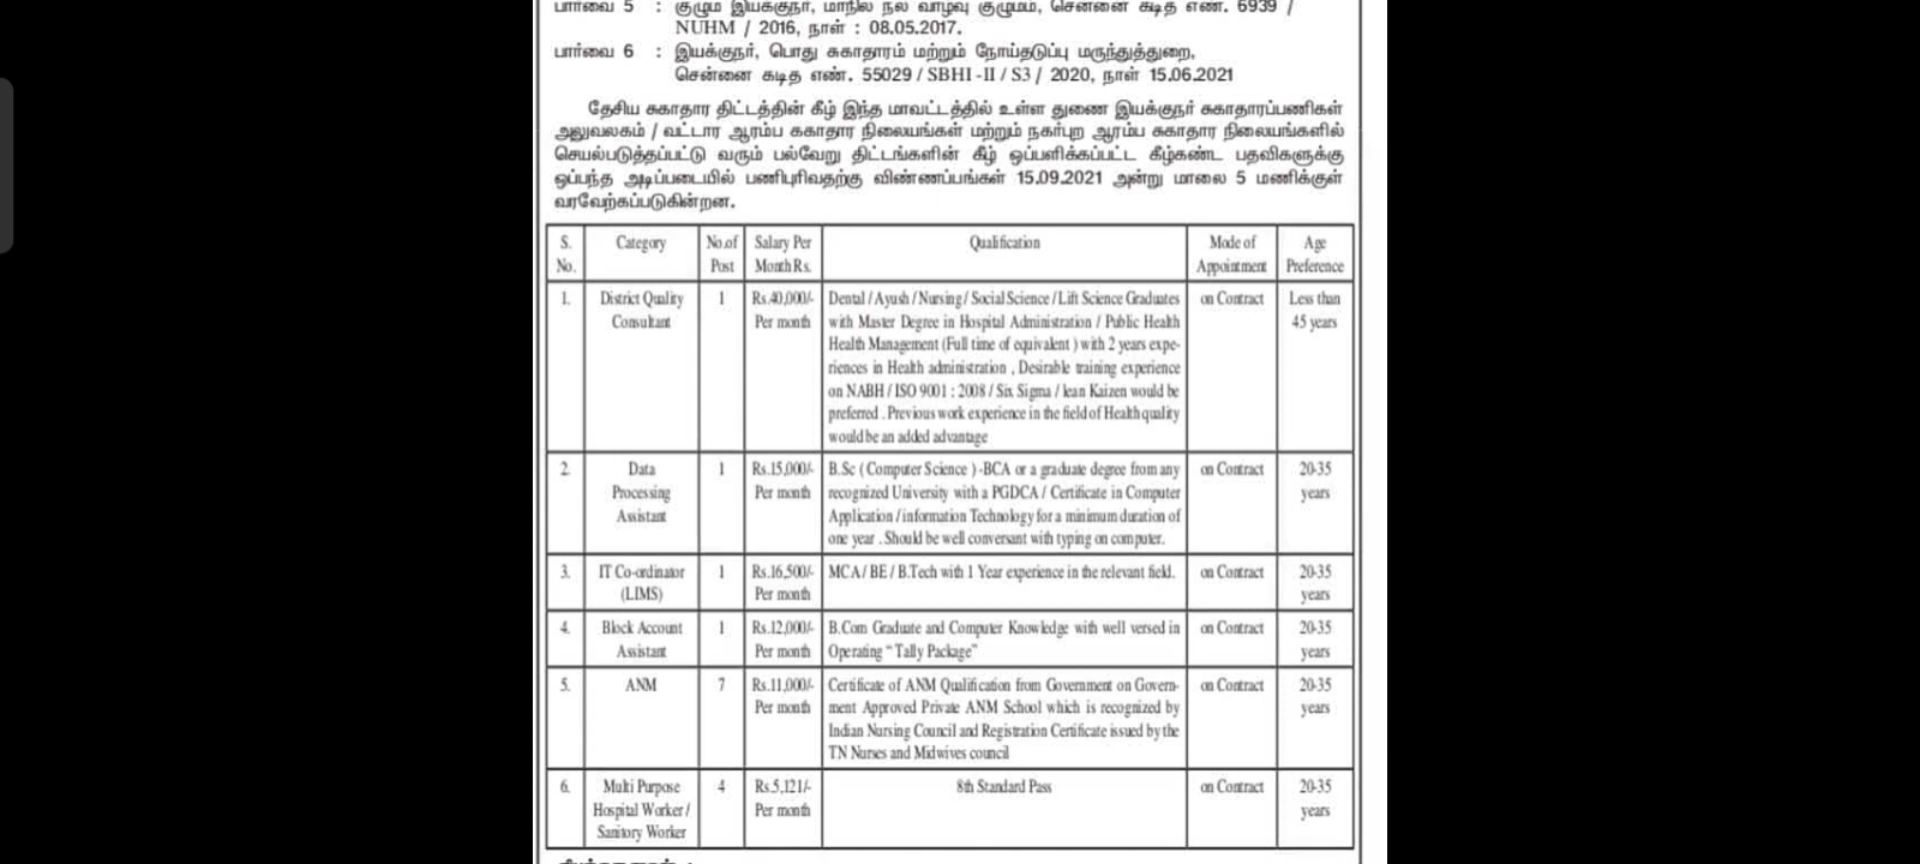 பார்வை 5 : குழும இயக்குநர், மாநில நல வாழ்வு குழுமம், சென்னை கடித எண். 6939 /
NUHM / 2016, நாள் : 08.05.2017.
பார்வை 6 : இயக்குநர், பொது சுகாதாரம் மற்றும் நோய்தடுப்பு மருந்துத்துறை,
சென்னை கடித எண். 55029 / SBHI -II / S3 / 2020, நாள் 15.06.2021
தேசிய சுகாதார திட்டத்தின் கீழ் இந்த மாவட்டத்தில் உள்ள துணை இயக்குநர் சுகாதாரப்பணிகள்
அலுவலகம் / வட்டார ஆரம்ப சுகாதார நிலையங்கள் மற்றும் நகர்புற ஆரம்ப சுகாதார நிலையங்களில்
செயல்படுத்தப்பட்டு வரும் பல்வேறு திட்டங்களின் கீழ் ஒப்பளிக்கப்பட்ட கீழ்கண்ட பதவிகளுக்கு
ஒப்பந்த அடிப்படையில் பணிபுரிவதற்கு விண்ணப்பங்கள் 15.09.2021 அன்று மாலை 5 மணிக்குள்
வரவேற்கப்படுகின்றன.
S. No. Category No.of Post Salary Per Month Rs. Qualification Mode of Appointment Age Preference
1. District Quality Consultant 1 Rs.40,000/- Per month
Dental / Ayush / Nursing / Social Science / Lift Science Graduates
with Master Degree in Hospital Administration / Public Health
Health Management (Full time of equivalent ) with 2 years expe-
riences in Health administration , Desirable training experience
on NABH / ISO 9001 : 2008 / Six Sigma / lean Kaizen would be
preferred . Previous work experience in the field of Health quality
would be an added advantage
on Contract Less than 45 years
2. Data Processing Assistant 1 Rs.15,000/- Per month
B.Sc ( Computer Science ) -BCA or a graduate degree from any
recognized University with a PGDCA / Certificate in Computer
Application / information Technology for a minimum duration of
one year . Should be well conversant with typing on computer.
on Contract 20-35 years
3. IT Co-ordinator (LIMS) 1 Rs.16,500/- Per month
MCA / BE / B.Tech with 1 Year experience in the relevant field.
on Contract 20-35 years
4. Block Account Assistant 1 Rs.12,000/- Per month
B.Com Graduate and Computer Knowledge with well versed in
Operating "Tally Package"
on Contract 20-35 years
5. ANM 7 Rs.11,000/- Per month
Certificate of ANM Qualification from Government on Govern-
ment Approved Private ANM School which is recognized by
Indian Nursing Council and Registration Certificate issued by the
TN Nurses and Midwives council
on Contract 20-35 years
6. Multi Purpose Hospital Worker / Sanitory Worker 4 Rs.5,121/- Per month
8th Standard Pass
on Contract 20-35 years